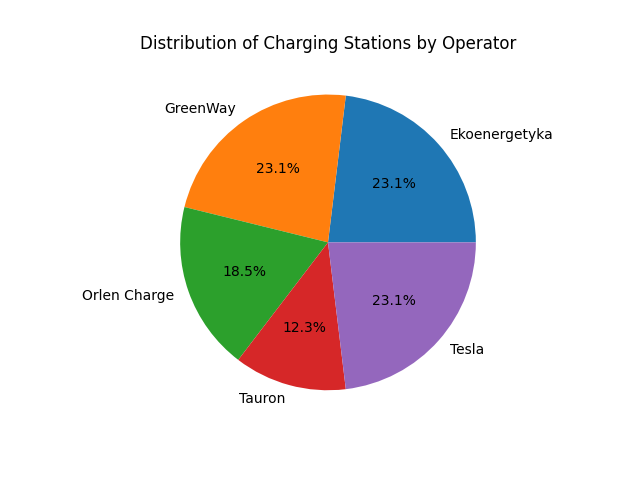 Distribution of Charging Stations by Operator
GreenWay
Ekoenergetyka
23.1%
23.1%
18.5%
Orlen Charge
23.1%
12.3%
Tesla
Tauron